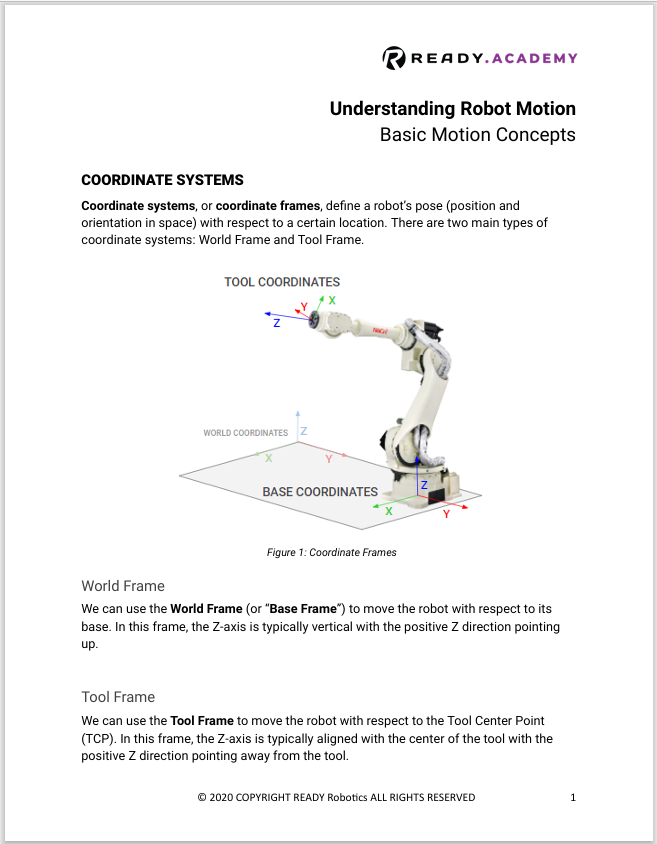 READY.ACADEMY
Understanding Robot Motion
Basic Motion Concepts
COORDINATE SYSTEMS
Coordinate systems, or coordinate frames, define a robot's pose (position and
orientation in space) with respect to a certain location. There are two main types of
coordinate systems: World Frame and Tool Frame.
TOOL COORDINATES
X
Y
Z
NACHI
WORLD COORDINATES
Z
X
Y
BASE COORDINATES
Z
X
Y
Figure 1: Coordinate Frames
World Frame
We can use the World Frame (or "Base Frame") to move the robot with respect to its
base. In this frame, the Z-axis is typically vertical with the positive Z direction pointing
up.
Tool Frame
We can use the Tool Frame to move the robot with respect to the Tool Center Point
(TCP). In this frame, the Z-axis is typically aligned with the center of the tool with the
positive Z direction pointing away from the tool.
© 2020 COPYRIGHT READY Robotics ALL RIGHTS RESERVED
1